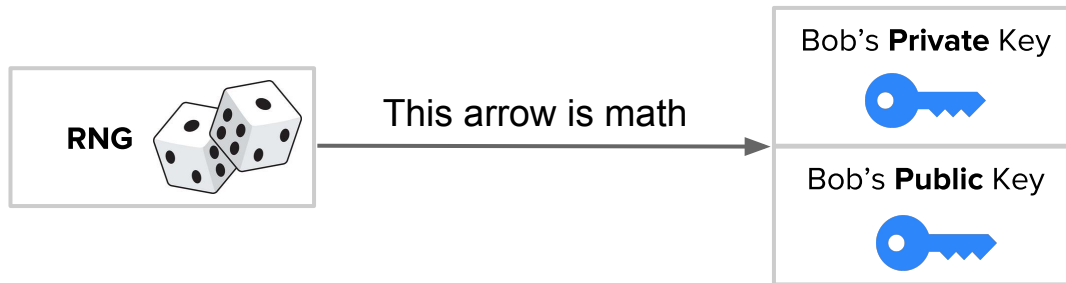 RNG
This arrow is math
Bob’s Private Key
Bob’s Public Key